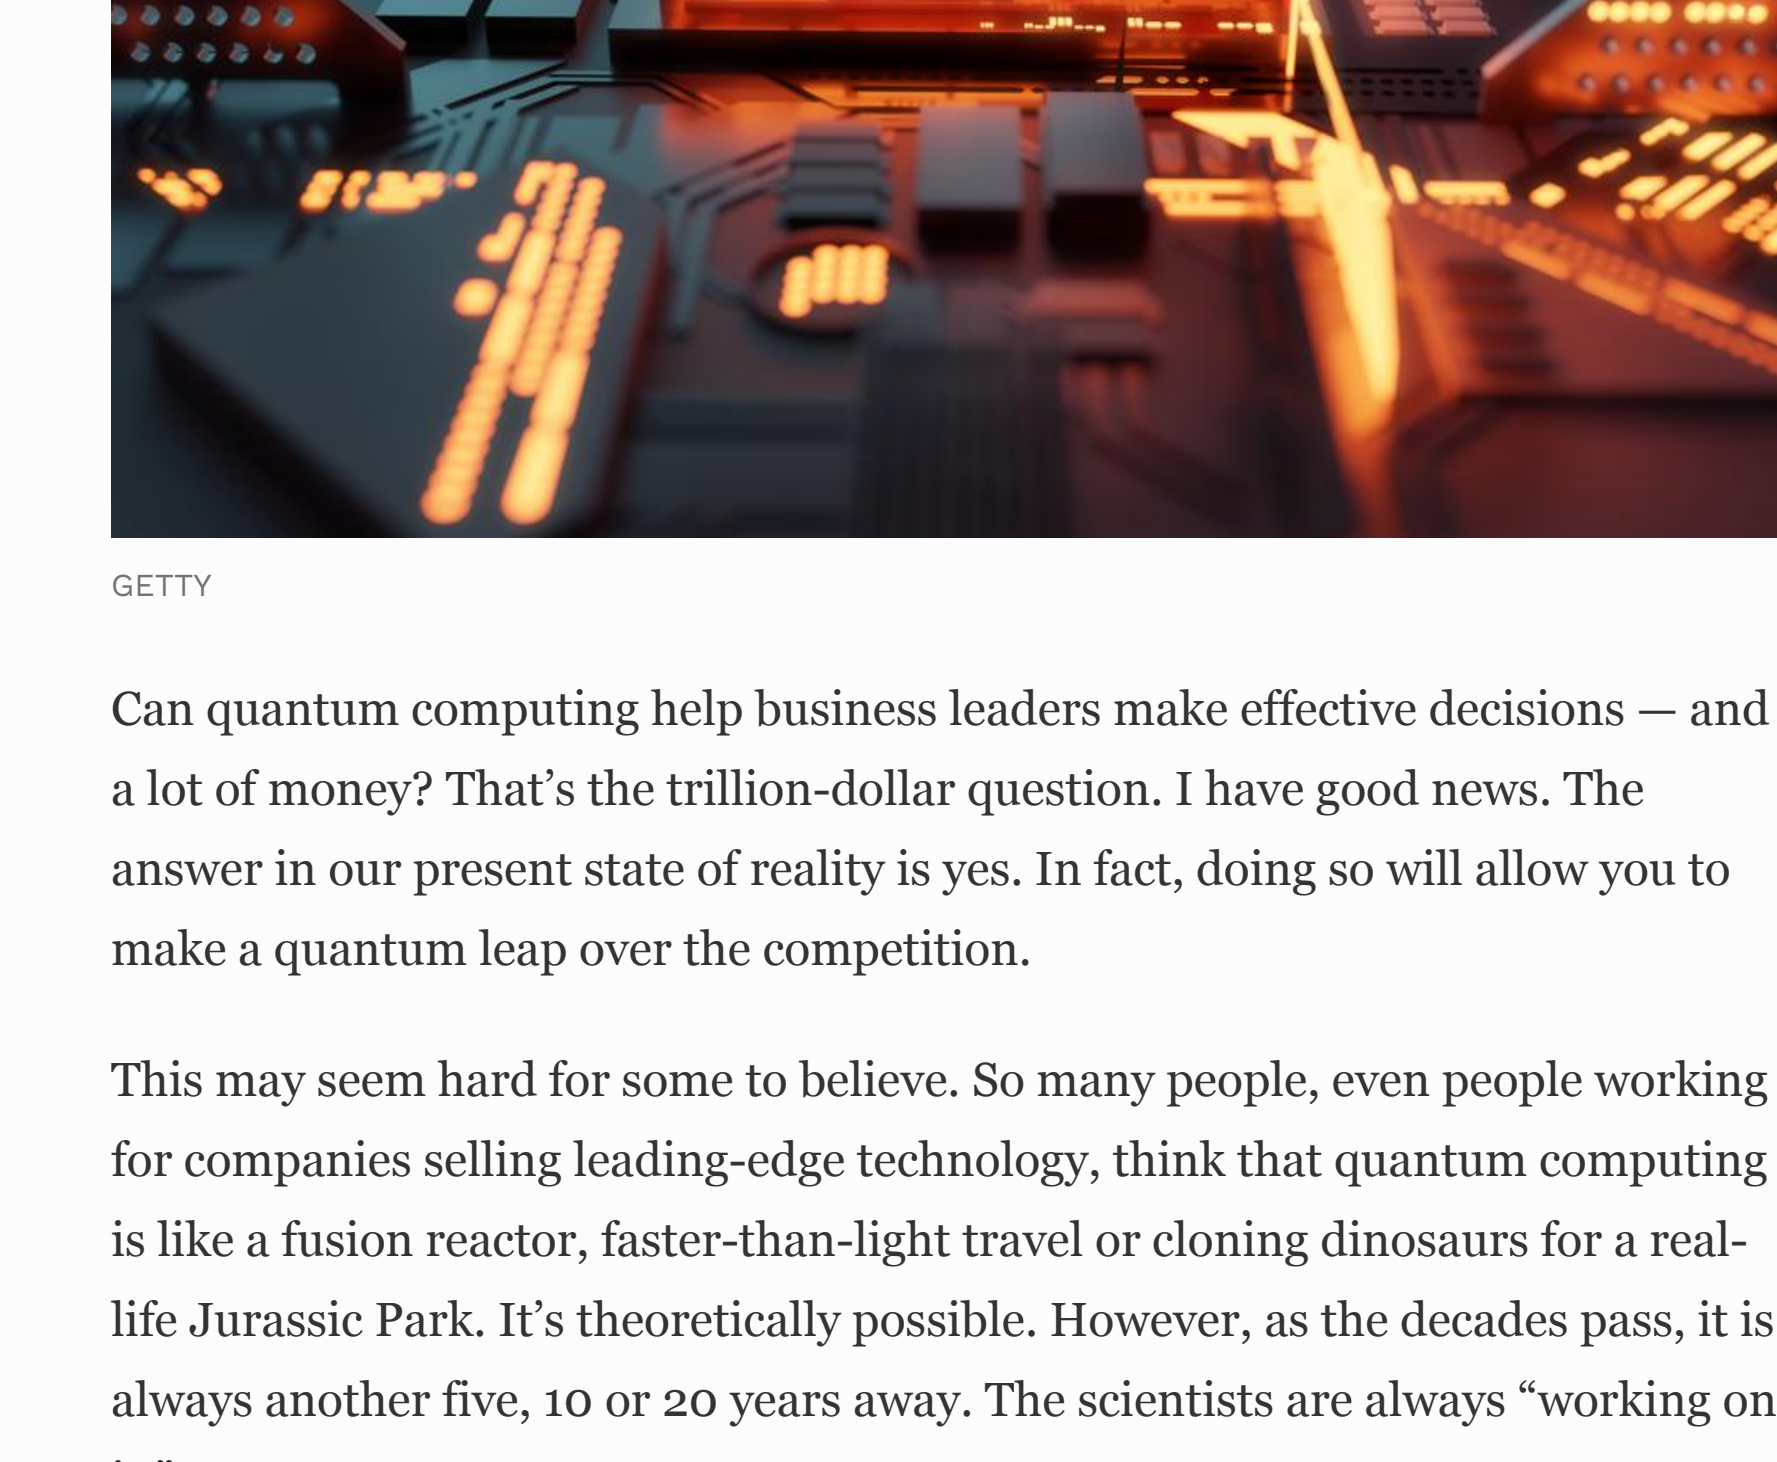 GETTY
Can quantum computing help business leaders make effective decisions — and
a lot of money? That’s the trillion-dollar question. I have good news. The
answer in our present state of reality is yes. In fact, doing so will allow you to
make a quantum leap over the competition.
This may seem hard for some to believe. So many people, even people working
for companies selling leading-edge technology, think that quantum computing
is like a fusion reactor, faster-than-light travel or cloning dinosaurs for a real-
life Jurassic Park. It’s theoretically possible. However, as the decades pass, it is
always another five, 10 or 20 years away. The scientists are always “working on